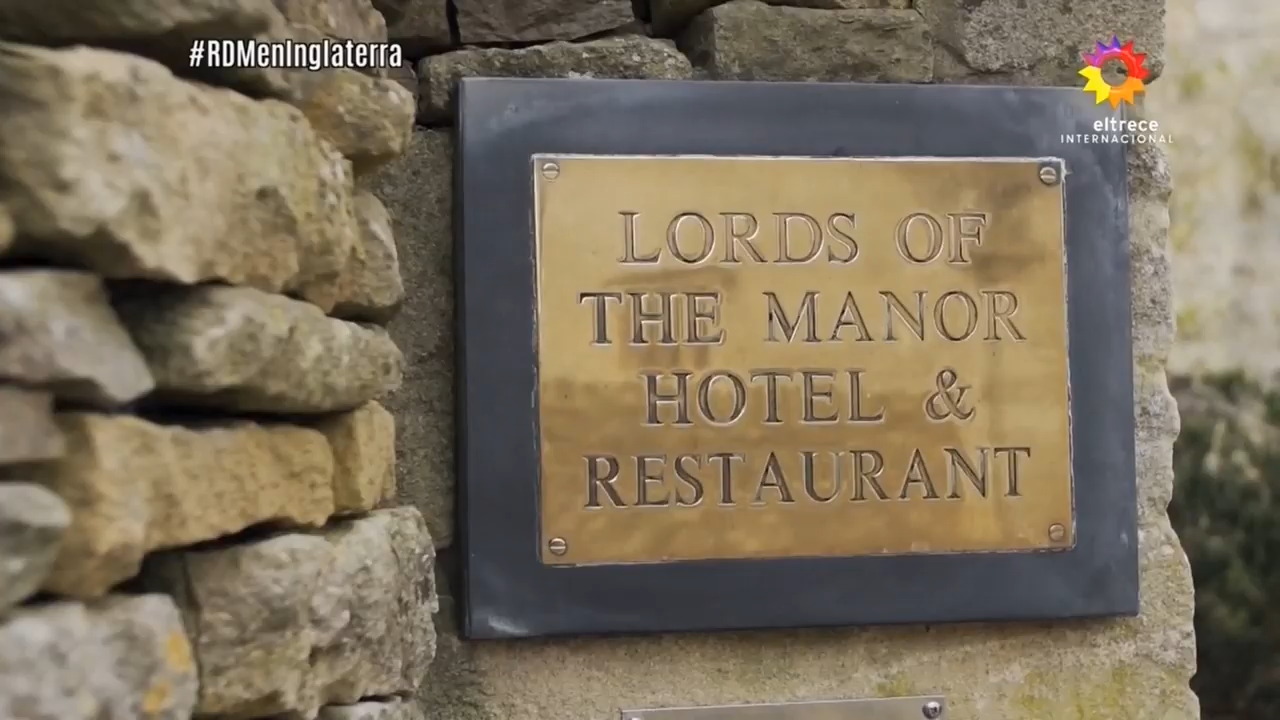 #RDMenInglaterra
eltrece
INTERNACIONAL
LORDS OF
THE MANOR
HOTEL &
RESTAURANT